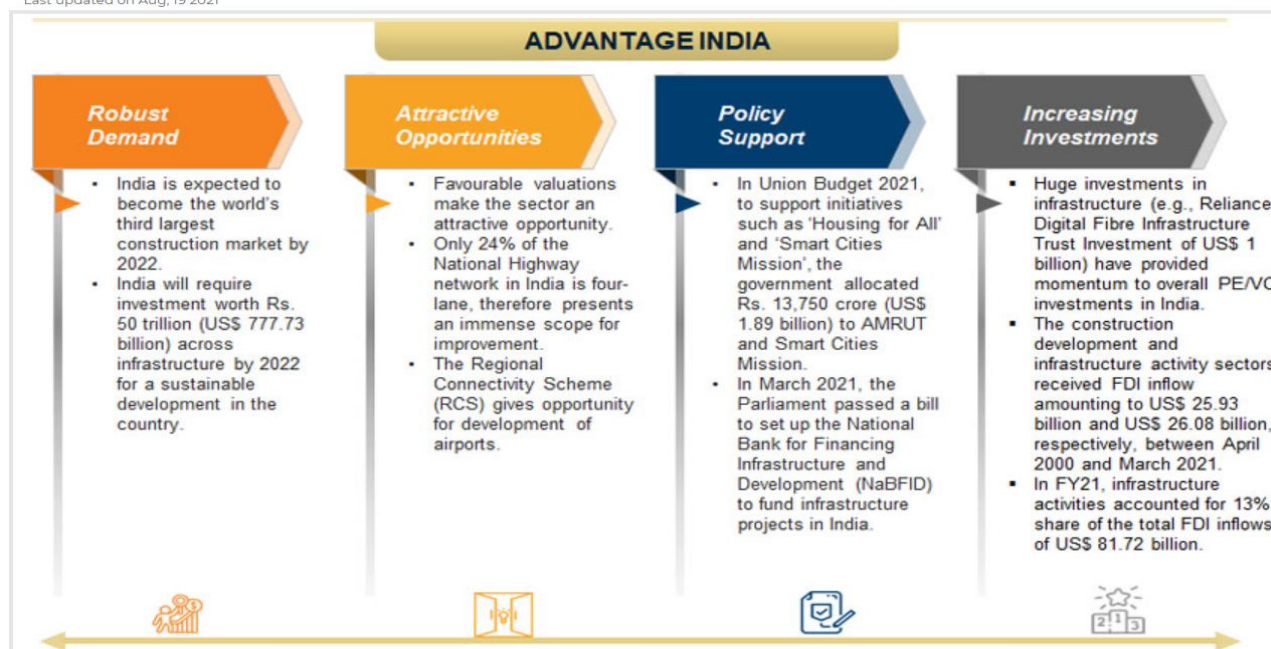 Last updated on Aug, 19 2021
ADVANTAGE INDIA
Robust
Demand
• India is expected to
become the world's
third largest
construction market by
2022.
• India will require
investment worth Rs.
50 trillion (US$ 777.73
billion) across
infrastructure by 2022
for a sustainable
development in the
country.
Attractive
Opportunities
• Favourable valuations
make the sector an
attractive opportunity.
• Only 24% of the
National Highway
network in India is four-
lane, therefore presents
an immense scope for
improvement.
• The Regional
Connectivity Scheme
(RCS) gives opportunity
for development of
airports.
Policy
Support
• In Union Budget 2021,
to support initiatives
such as ‘Housing for All’
and ‘Smart Cities
Mission’, the
government allocated
Rs. 13,750 crore (US$
1.89 billion) to AMRUT
and Smart Cities
Mission.
• In March 2021, the
Parliament passed a bill
to set up the National
Bank for Financing
Infrastructure and
Development (NaBFID)
to fund infrastructure
projects in India.
Increasing
Investments
▪ Huge investments in
infrastructure (e.g., Reliance
Digital Fibre Infrastructure
Trust Investment of US$ 1
billion) have provided
momentum to overall PE/VC
investments in India.
▪ The construction
development and
infrastructure activity sectors
received FDI inflow
amounting to US$ 25.93
billion and US$ 26.08 billion,
respectively, between April
2000 and March 2021.
▪ In FY21, infrastructure
activities accounted for 13%
share of the total FDI inflows
of US$ 81.72 billion.
2 1 3